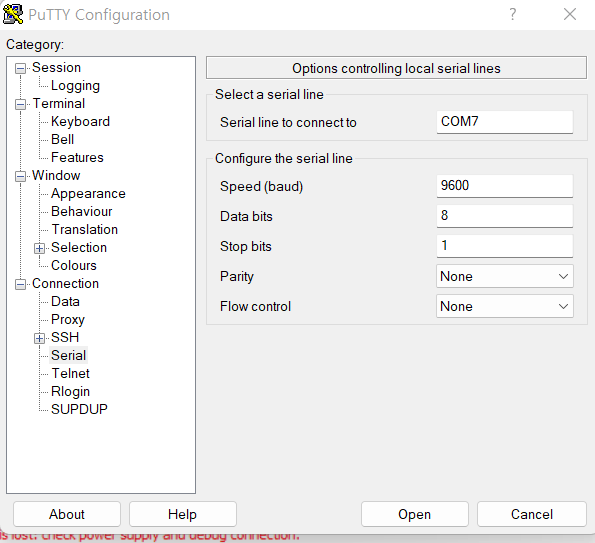 PuTTY Configuration
Category:
Session
Logging
Terminal
Keyboard
Bell
Features
Window
Appearance
Behaviour
Translation
Selection
Colours
Connection
Data
Proxy
SSH
Serial
Telnet
Rlogin
SUPDUP
Options controlling local serial lines
Select a serial line
Serial line to connect to COM7
Configure the serial line
Speed (baud) 9600
Data bits 8
Stop bits 1
Parity None
Flow control None
About Help Open Cancel
is lost: check power supply and debug connection.